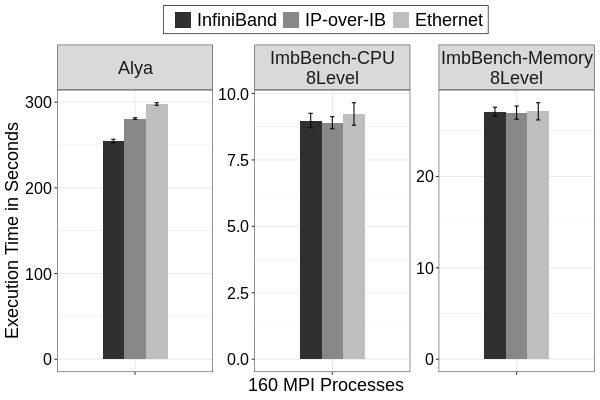 InfiniBand IP-over-IB Ethernet
Alya
ImbBench-CPU
8Level
ImbBench-Memory
8Level
Execution Time in Seconds
300
200
100
0
10.0
7.5
5.0
2.5
0.0
20
10
0
160 MPI Processes